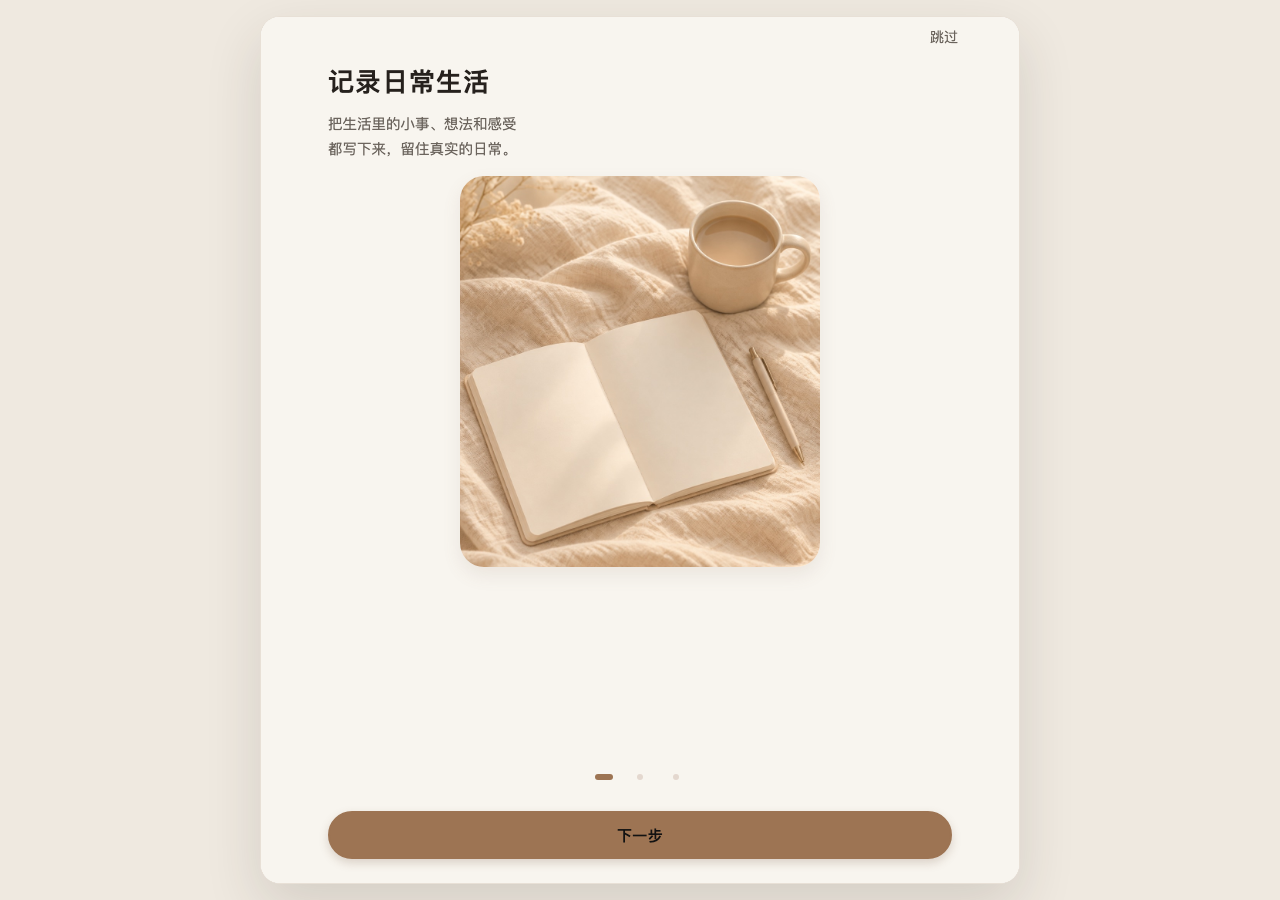 跳过
记录日常生活
把生活里的小事、想法和感受
都写下来，留住真实的日常。
下一步